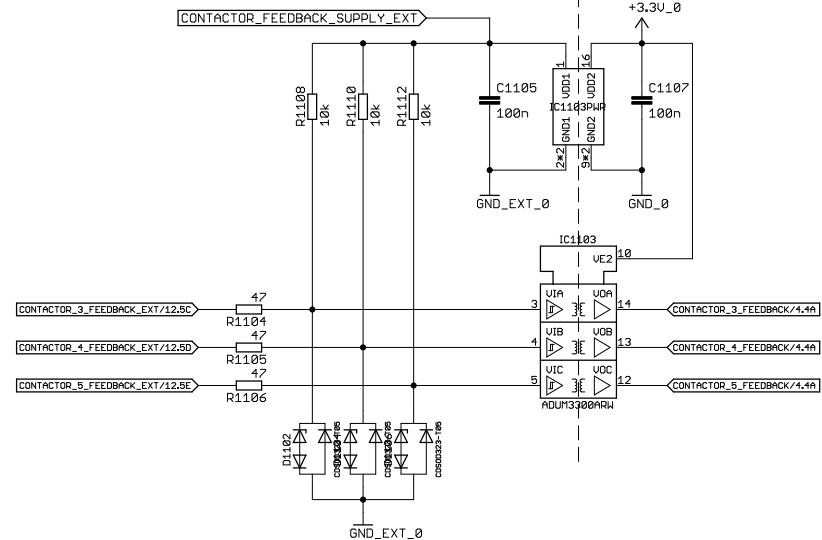 CONTACTOR_FEEDBACK_SUPPLY_EXT
+3.3V_0
R1108
10k
R1110
10k
R1112
10k
C1105
100n
1
VDD1
VDD2
16
IC1103PWR
GND1
GND2
2*2
9*2
C1107
100n
GND_EXT_0
GND_0
IC1103
VE2
10
CONTACTOR_3_FEEDBACK_EXT/12.5C
47
R1104
3
VIA
VOA
14
CONTACTOR_3_FEEDBACK/4.4A
CONTACTOR_4_FEEDBACK_EXT/12.5D
47
R1105
4
VIB
VOB
13
CONTACTOR_4_FEEDBACK/4.4A
CONTACTOR_5_FEEDBACK_EXT/12.5E
47
R1106
5
VIC
VOC
12
CONTACTOR_5_FEEDBACK/4.4A
ADUM3300ARW
D1102
CDSOD323-T05
GND_EXT_0